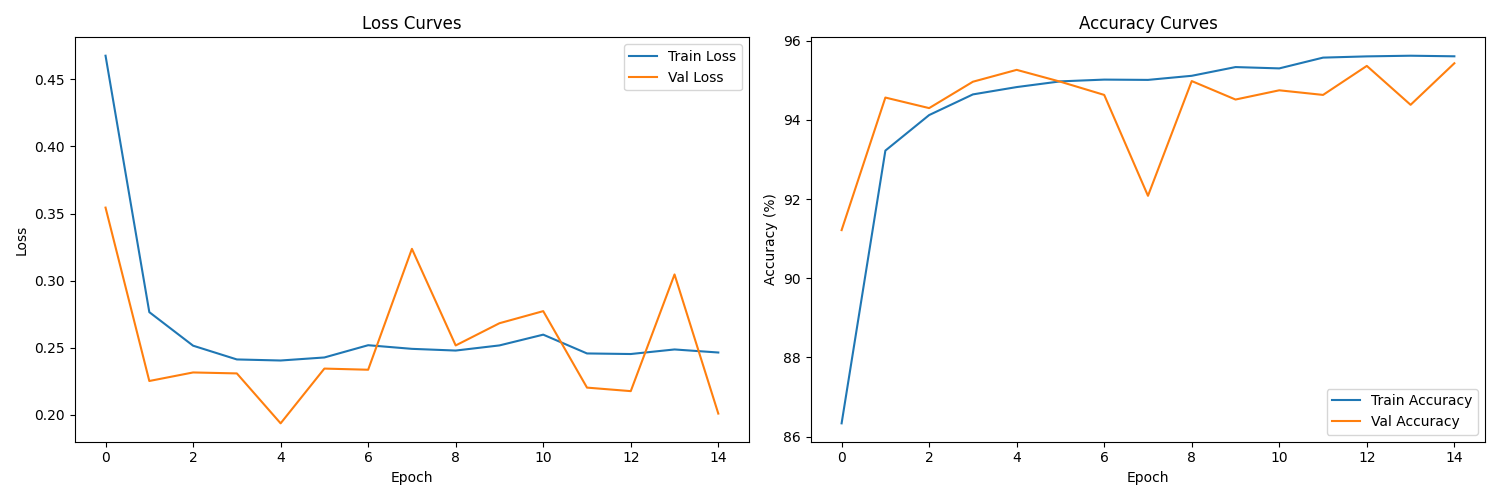 Loss Curves
Train Loss
Val Loss
Loss
0.45
0.40
0.35
0.30
0.25
0.20
0 2 4 6 8 10 12 14
Epoch
Accuracy Curves
Accuracy (%)
96
94
92
90
88
86
Train Accuracy
Val Accuracy
0 2 4 6 8 10 12 14
Epoch